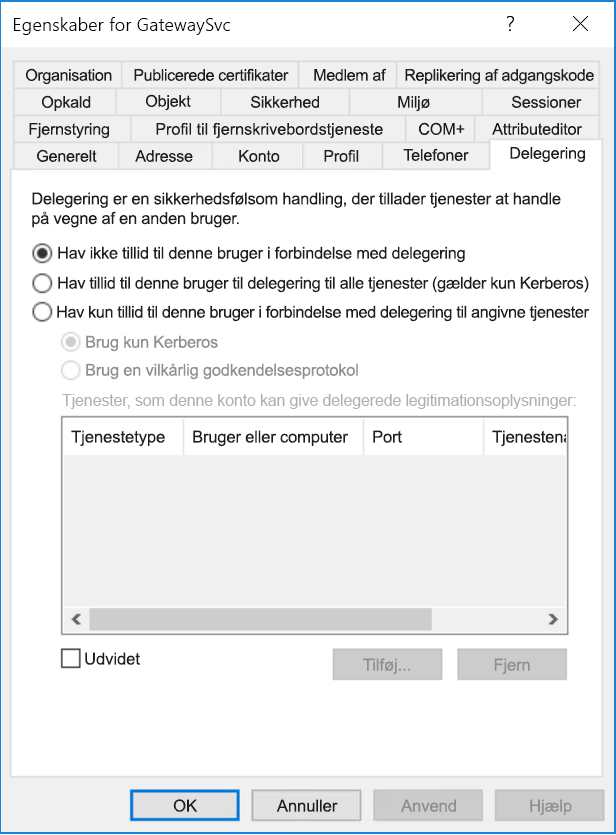 Egenskaber for GatewaySvc
?
Organisation Publicerede certifikater Medlem af Replikering af adgangskode
Opkald Objekt Sikkerhed Miljø Sessioner
Fjernstyring Profil til fjernskrivebordstjeneste COM+ Attributeditor
Generelt Adresse Konto Profil Telefoner Delegering
Delegering er en sikkerhedsfølsom handling, der tillader tjenester at handle
på vegne af en anden bruger.
Hav ikke tillid til denne bruger i forbindelse med delegering
Hav tillid til denne bruger til delegering til alle tjenester (gælder kun Kerberos)
Hav kun tillid til denne bruger i forbindelse med delegering til angivne tjenester
Brug kun Kerberos
Brug en vilkårlig godkendelsesprotokol
Tjenester, som denne konto kan give delegerede legitimationsoplysninger:
Tjenestetype Bruger eller computer Port
Udvidet Tilføj... Fjern
OK Annuller Anvend Hjælp